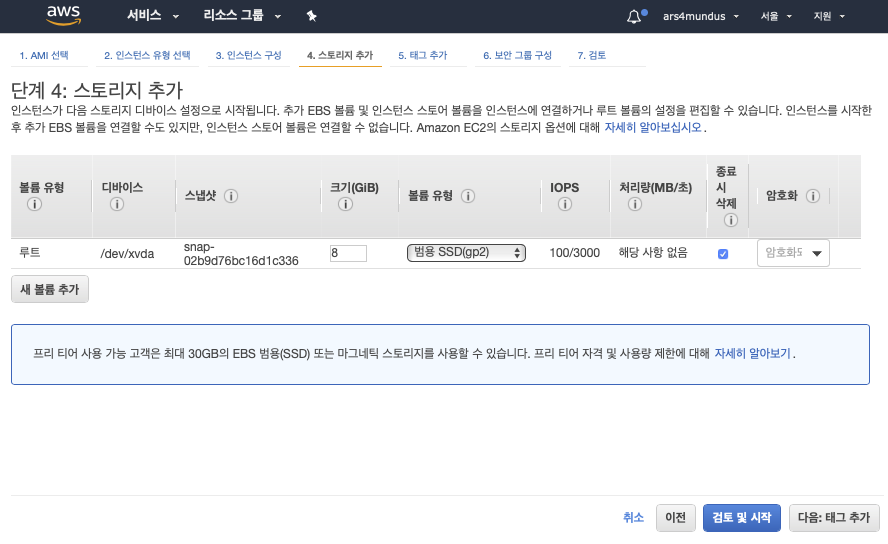 aws
서비스
리소스 그룹
ars4mundus
서울
지원
1. AMI 선택
2. 인스턴스 유형 선택
3. 인스턴스 구성
4. 스토리지 추가
5. 태그 추가
6. 보안 그룹 구성
7. 검토
단계 4: 스토리지 추가
인스턴스가 다음 스토리지 디바이스 설정으로 시작됩니다. 추가 EBS 볼륨 및 인스턴스 스토어 볼륨을 인스턴스에 연결하거나 루트 볼륨의 설정을 편집할 수 있습니다. 인스턴스를 시작한
후 추가 EBS 볼륨을 연결할 수도 있지만, 인스턴스 스토어 볼륨은 연결할 수 없습니다. Amazon EC2의 스토리지 옵션에 대해 자세히 알아보십시오.
볼륨 유형
디바이스
스냅샷
크기(GiB)
볼륨 유형
IOPS
처리량(MB/초)
종료
시
삭제
암호화
루트
/dev/xvda
snap-
02b9d76bc16d1c336
8
범용 SSD(gp2)
100/3000
해당 사항 없음
새 볼륨 추가
프리 티어 사용 가능 고객은 최대 30GB의 EBS 범용(SSD) 또는 마그네틱 스토리지를 사용할 수 있습니다. 프리 티어 자격 및 사용량 제한에 대해 자세히 알아보기.
취소
이전
검토 및 시작
다음: 태그 추가